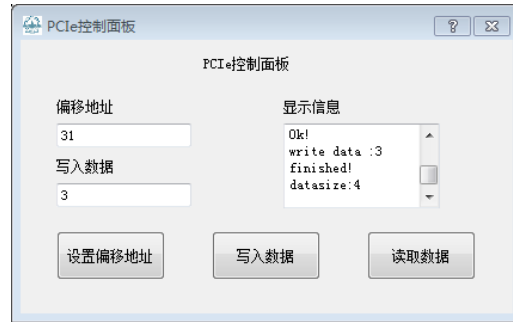 PCIe控制面板
PCIe控制面板
偏移地址
31
写入数据
3
显示信息
Ok!
write data :3
finished!
datasize:4
设置偏移地址
写入数据
读取数据